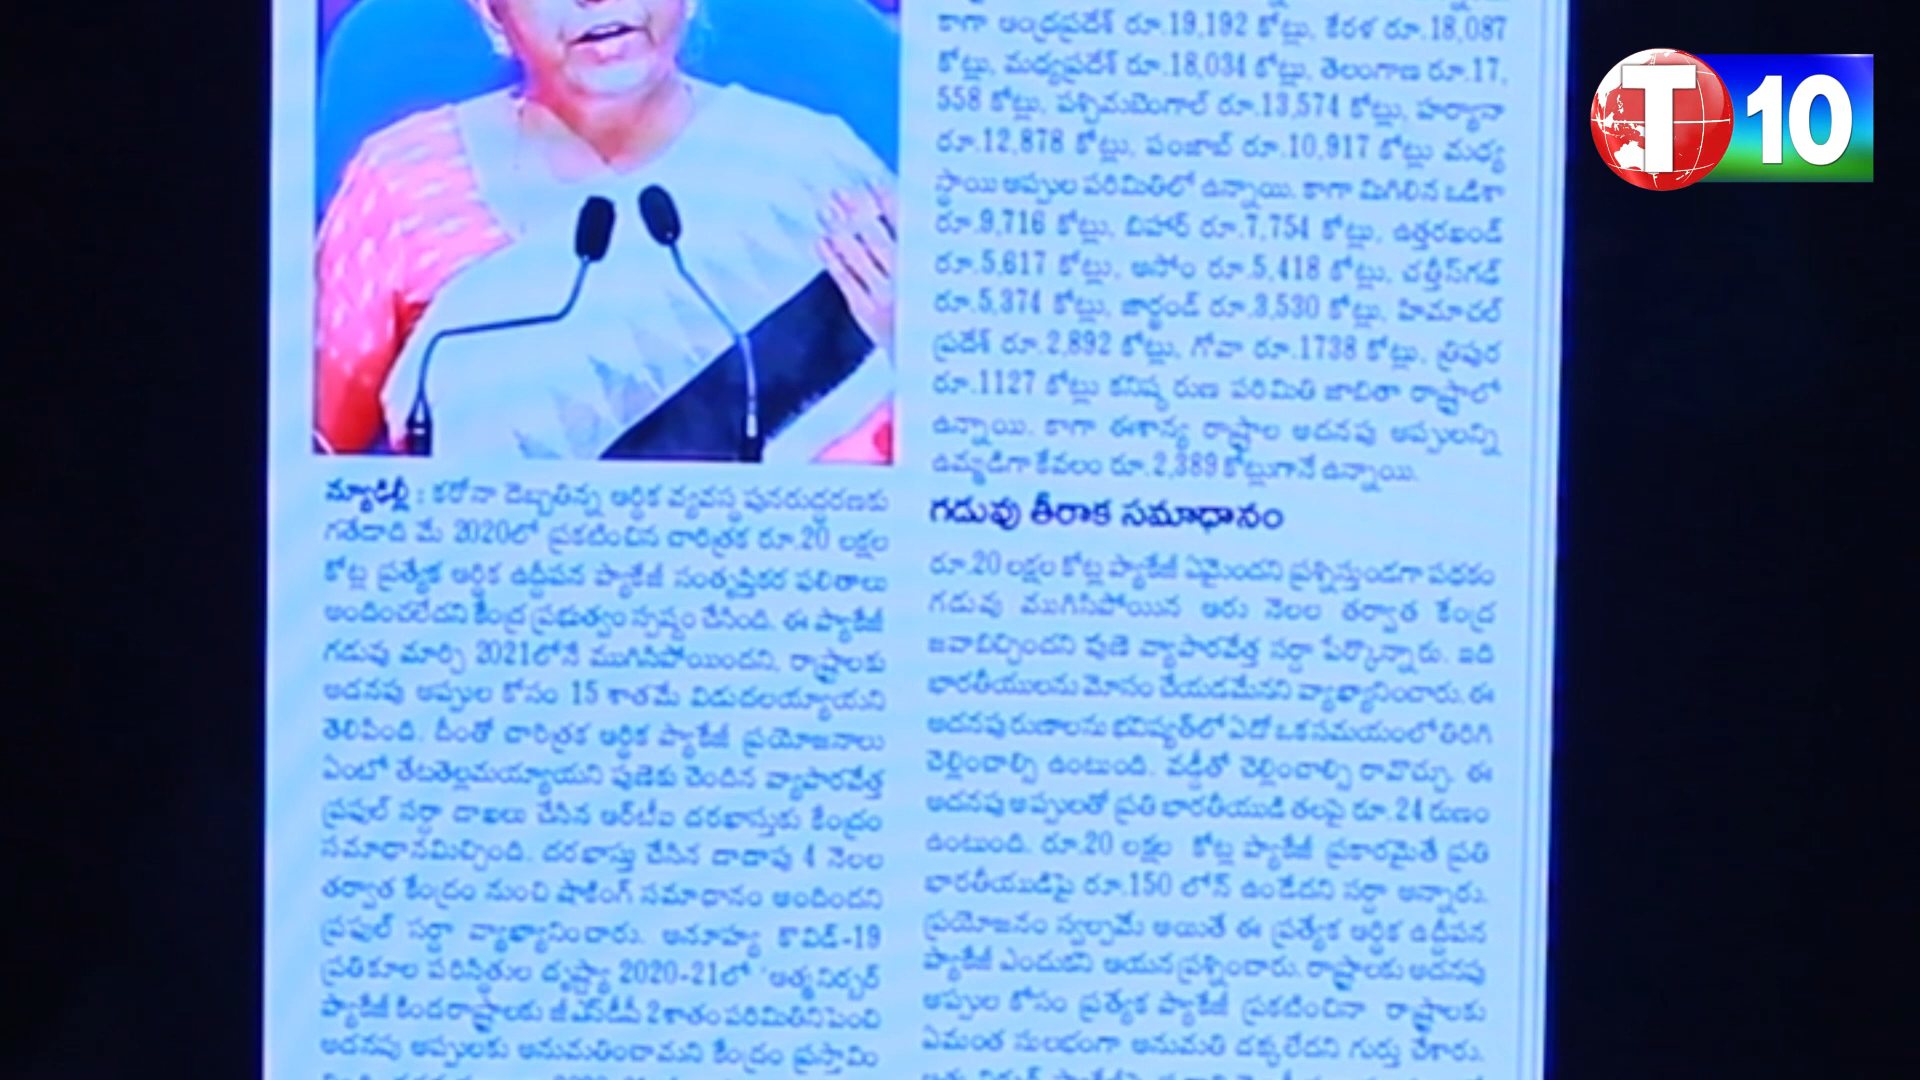 న్యూఢిల్లీ : కరోనా దెబ్బతిన్న ఆర్థిక వ్యవస్థ పునరుద్ధరణకు
గతేడాది మే 2020లో ప్రకటించిన చారిత్రక రూ.20 లక్షల
కోట్ల ప్రత్యేక ఆర్థిక ఉద్దీపన ప్యాకేజీ సంతృప్తికర ఫలితాలు
అందించలేదని కేంద్ర ప్రభుత్వం స్పష్టం చేసింది. ఈ ప్యాకేజీ
గడువు మార్చి 2021లోనే ముగిసిపోయిందని, రాష్ట్రాలకు
అదనపు అప్పుల కోసం 15 శాతమే విడుదలయ్యాయని
తెలిపింది. దీంతో చారిత్రక ఆర్థిక ప్యాకేజీ ప్రయోజనాలు
ఏంటో తేటతెల్లమయ్యాయని పుణెకు చెందిన వ్యాపారవేత్త
ప్రఫుల్ సర్దా దాఖలు చేసిన ఆర్‌టీఐ దరఖాస్తుకు కేంద్రం
సమాధానమిచ్చింది. దరఖాస్తు చేసిన దాదాపు 4 నెలల
తర్వాత కేంద్రం నుంచి షాకింగ్ సమాధానం అందిందని
ప్రఫుల్ సర్దా వ్యాఖ్యానించారు. అనూహ్య కొవిడ్-19
ప్రతికూల పరిస్థితుల దృష్ట్యా 2020-21లో 'ఆత్మనిర్భర్
ప్యాకేజీ కింద రాష్ట్రాలకు జీఎస్‌డీపీ 2శాతం పరిమితిని పెంచి
అదనపు అప్పులకు అనుమతించామని కేంద్రం ప్రస్తావిం
కాగా ఆంధ్రప్రదేశ్ రూ.19,192 కోట్లు, కేరళ రూ.18,087
కోట్లు, మధ్యప్రదేశ్ రూ.18,034 కోట్లు, తెలంగాణ రూ.17,
558 కోట్లు, పశ్చిమబెంగాల్ రూ.13,574 కోట్లు, హర్యానా
రూ.12,878 కోట్లు, పంజాబ్ రూ.10,917 కోట్లు మధ్య
స్థాయి అప్పుల పరిమితిలో ఉన్నాయి. కాగా మిగిలిన ఒడిశా
రూ.9,716 కోట్లు, బిహార్ రూ.7,754 కోట్లు, ఉత్తరఖండ్
రూ.5,617 కోట్లు, అసోం రూ.5,418 కోట్లు, చత్తీస్‌గఢ్
రూ.5,374 కోట్లు, జార్ఖండ్ రూ.3,530 కోట్లు, హిమాచల్
ప్రదేశ్ రూ.2,892 కోట్లు, గోవా రూ.1738 కోట్లు, త్రిపుర
రూ.1127 కోట్లు కనిష్ఠ రుణ పరిమితి జాబితా రాష్ట్రాలో
ఉన్నాయి. కాగా ఈశాన్య రాష్ట్రాల అదనపు అప్పులన్ని
ఉమ్మడిగా కేవలం రూ.2,389 కోట్లుగానే ఉన్నాయి.
గడువు తీరాక సమాధానం
రూ.20 లక్షల కోట్ల ప్యాకేజీ ఏమైందని ప్రశ్నిస్తుండగా పథకం
గడువు ముగిసిపోయిన ఆరు నెలల తర్వాత కేంద్ర
జవాబిచ్చిందని పుణె వ్యాపారవేత్త సర్దా పేర్కొన్నారు. ఇది
భారతీయులను మోసం చేయడమేనని వ్యాఖ్యానించారు. ఈ
అదనపు రుణాలను భవిష్యత్‌లో ఏదో ఒక సమయంలో తిరిగి
చెల్లించాల్సి ఉంటుంది. వడ్డీతో చెల్లించాల్సి రావొచ్చు. ఈ
అదనపు అప్పులతో ప్రతి భారతీయుడి తలపై రూ.24 రుణం
ఉంటుంది. రూ.20 లక్షల కోట్ల ప్యాకేజీ ప్రకారమైతే ప్రతి
భారతీయుడిపై రూ.150 లోన్ ఉండేదని సర్దా అన్నారు.
ప్రయోజనం స్వల్పమే అయితే ఈ ప్రత్యేక ఆర్థిక ఉద్దీపన
ప్యాకేజీ ఎందుకని ఆయన ప్రశ్నించారు. రాష్ట్రాలకు అదనపు
అప్పుల కోసం ప్రత్యేక ప్యాకేజీ ప్రకటించినా రాష్ట్రాలకు
ఏమంత సులభంగా అనుమతి దక్కలేదని గుర్తు చేశారు.
T 10